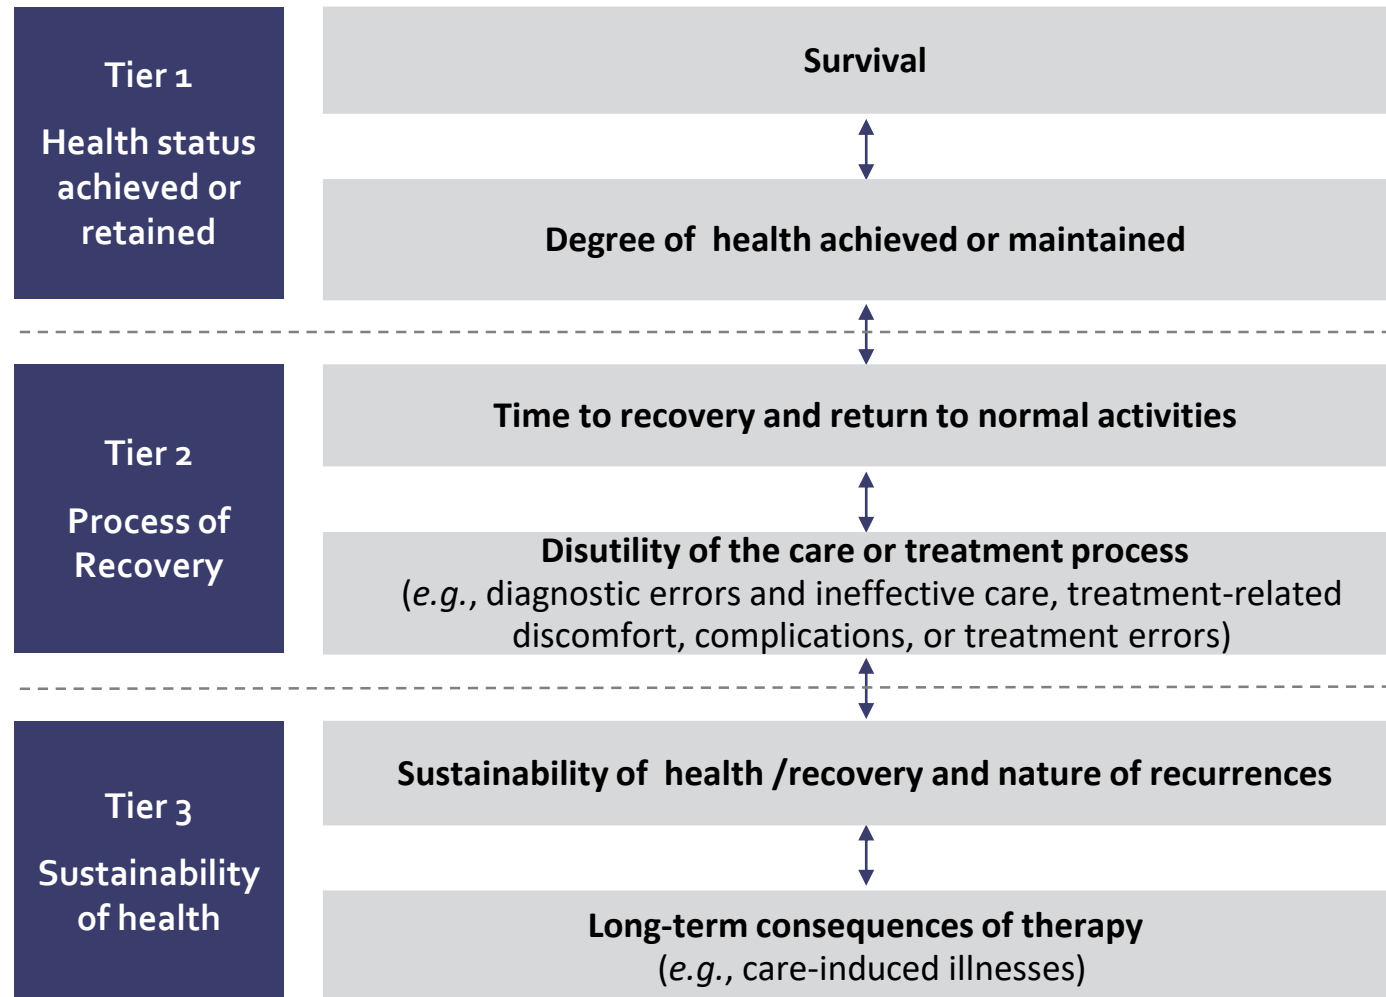 Tier 1
Health status
achieved or
retained
Survival
Degree of  health achieved or maintained
Tier 2
Process of
Recovery
Time to recovery and return to normal activities
Disutility of the care or treatment process
(e.g., diagnostic errors and ineffective care, treatment-related
discomfort, complications, or treatment errors)
Tier 3
Sustainability
of health
Sustainability of  health /recovery and nature of recurrences
Long-term consequences of therapy
(e.g., care-induced illnesses)